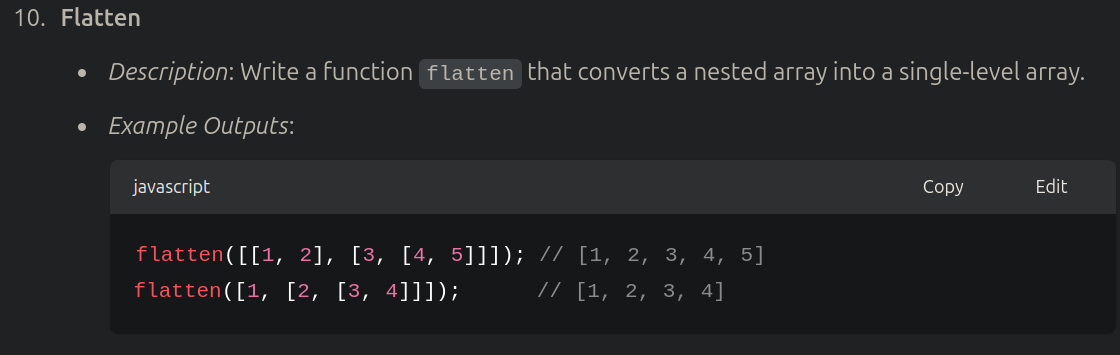 10. Flatten
• Description: Write a function flatten that converts a nested array into a single-level array.
• Example Outputs:
javascript Copy Edit
flatten([[1, 2], [3, [4, 5]]]); // [1, 2, 3, 4, 5]
flatten([1, [2, [3, 4]]]);      // [1, 2, 3, 4]